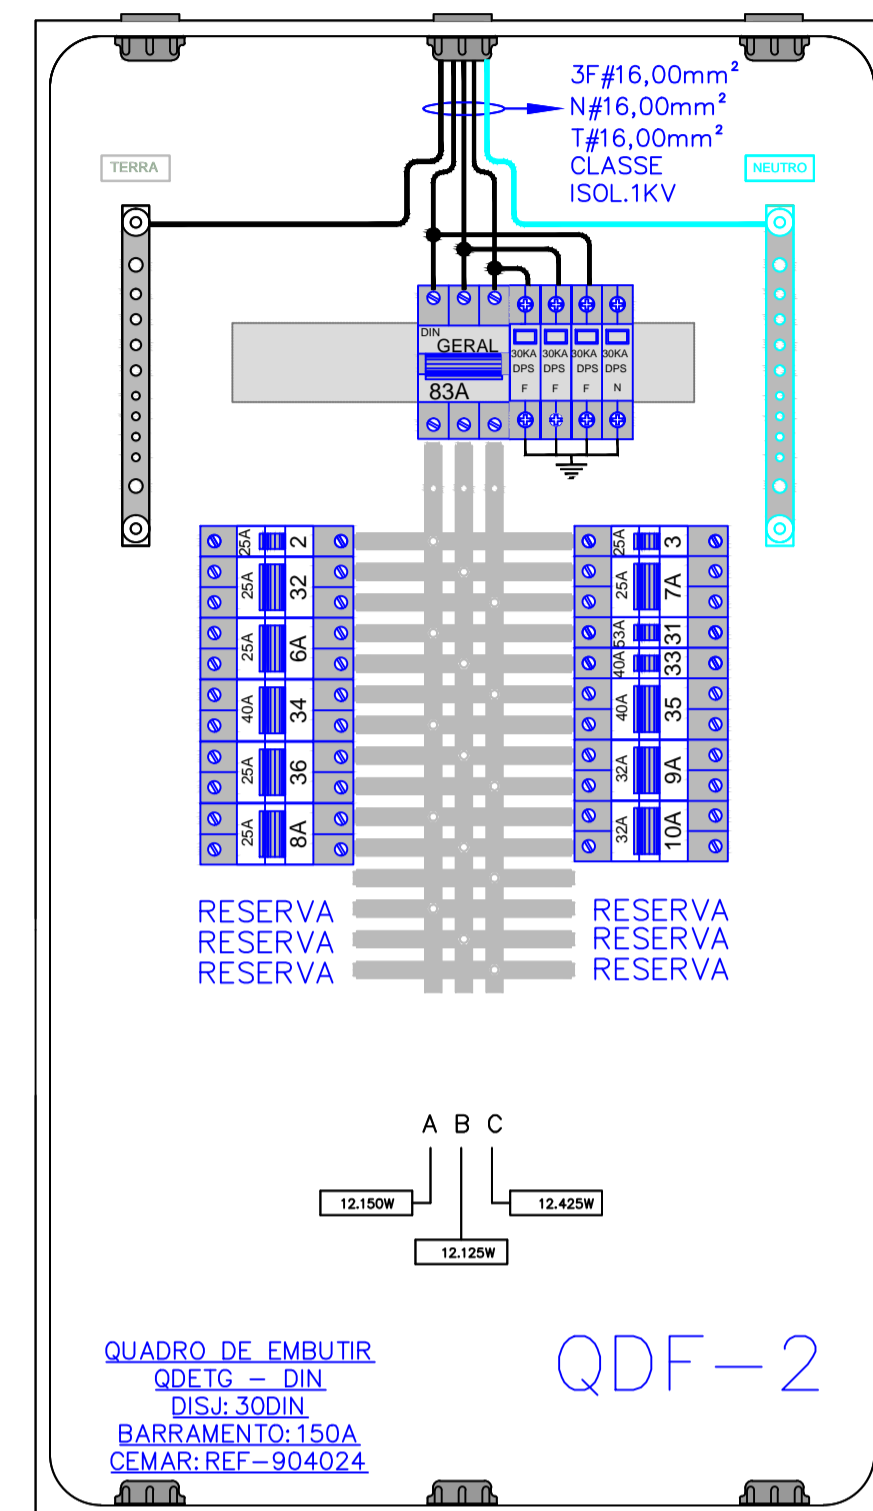 3F#16,00mm²
N#16,00mm²
T#16,00mm²
CLASSE
ISOL.1KV
TERRA
NEUTRO
DIN
GERAL
83A
30KA
DPS
F
30KA
DPS
F
30KA
DPS
F
30KA
DPS
N
25A 2
25A 32
25A 6A
40A 34
25A 36
25A 8A
25A 3
25A 7A
53A 31
40A 33
40A 35
32A 9A
32A 10A
RESERVA
RESERVA
RESERVA
RESERVA
RESERVA
RESERVA
A B C
12.150W
12.425W
12.125W
QUADRO DE EMBUTIR
QDETG – DIN
DISJ: 30DIN
BARRAMENTO: 150A
CEMAR: REF–904024
QDF–2